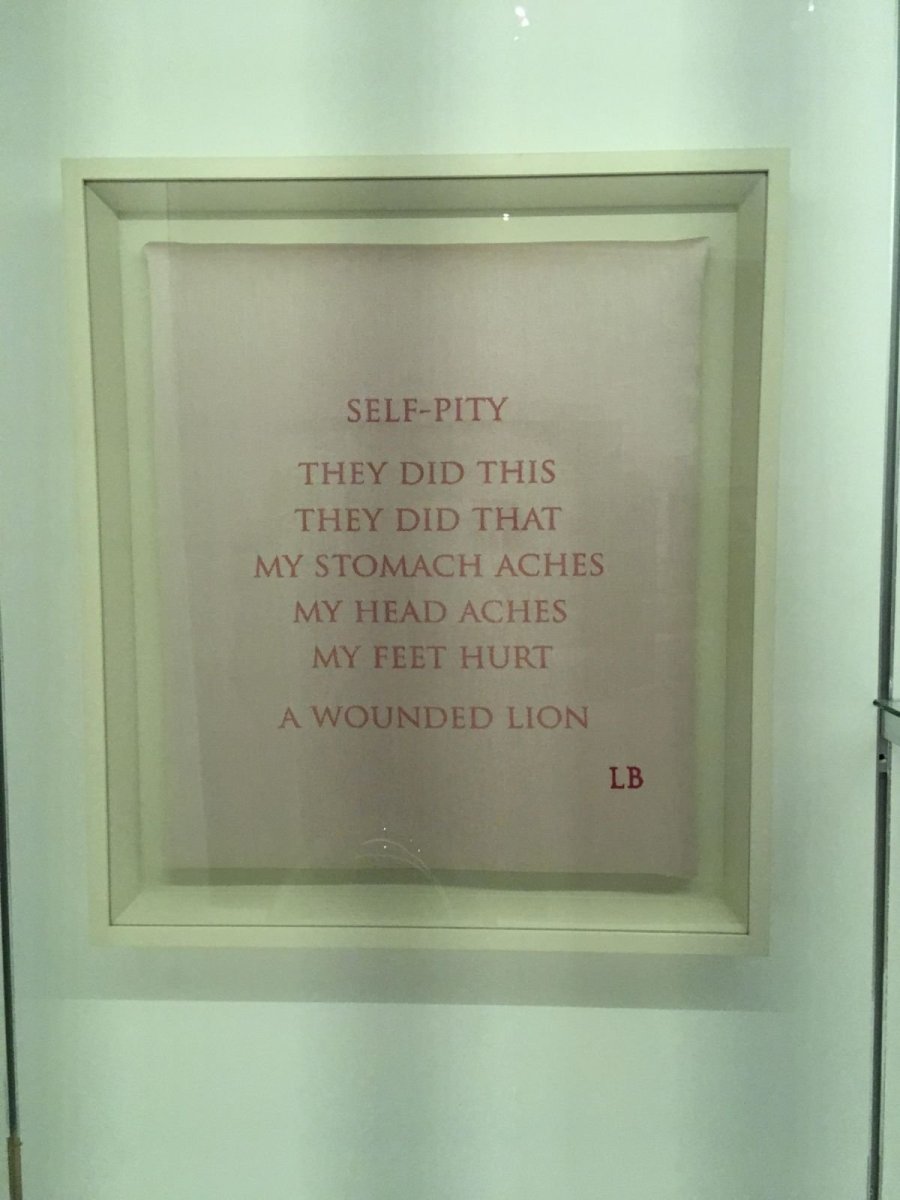 SELF-PITY
THEY DID THIS
THEY DID THAT
MY STOMACH ACHES
MY HEAD ACHES
MY FEET HURT
A WOUNDED LION
LB